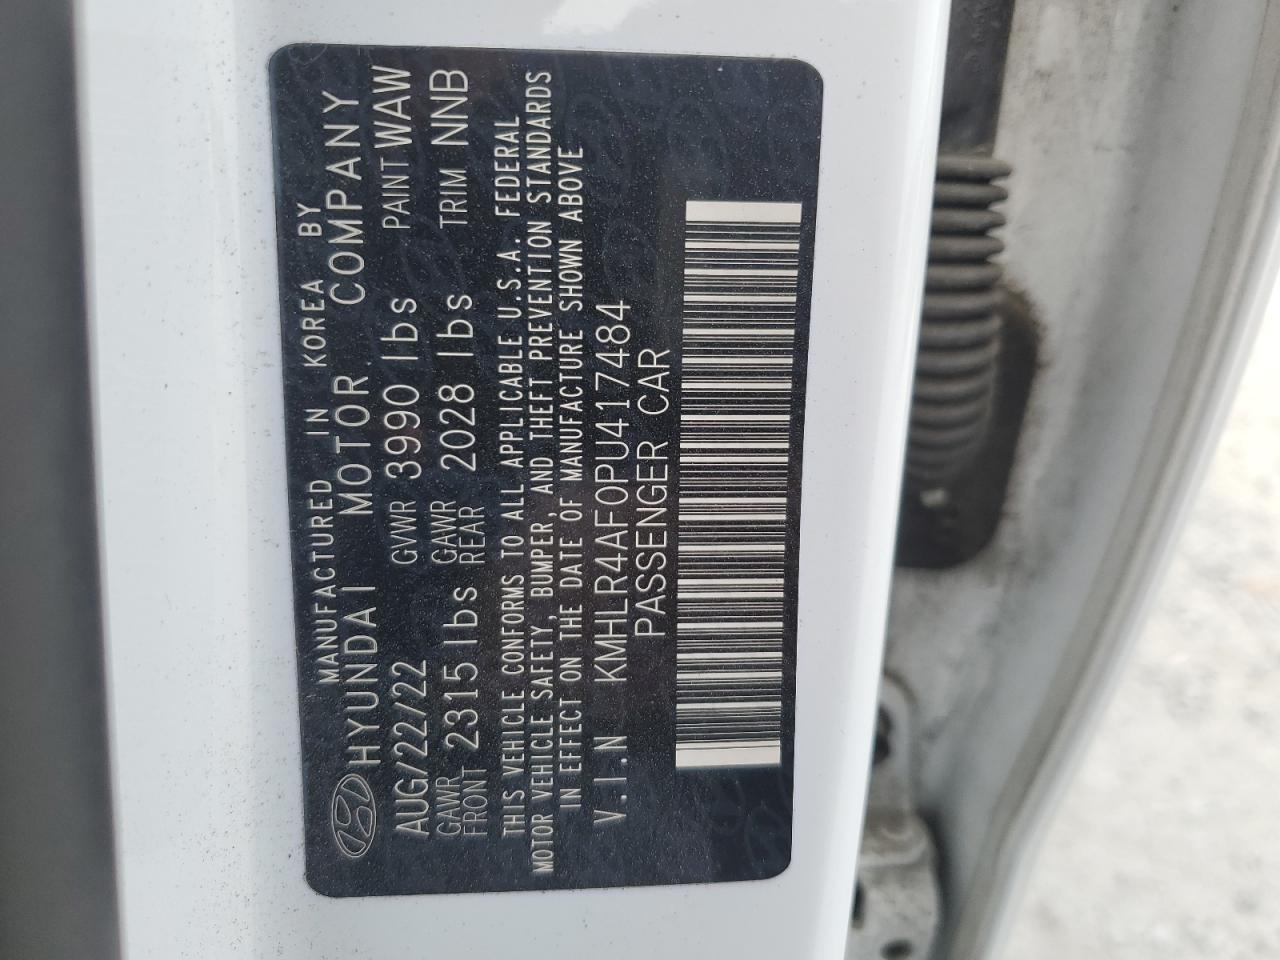 MANUFACTURED IN KOREA BY
HYUNDAI MOTOR COMPANY
AUG/22/22 GVWR 3990 lbs PAINT WAW
GAWR FRONT 2315 lbs GAWR REAR 2028 lbs TRIM NNB
THIS VEHICLE CONFORMS TO ALL APPLICABLE U.S.A. FEDERAL
MOTOR VEHICLE SAFETY, BUMPER, AND THEFT PREVENTION STANDARDS
IN EFFECT ON THE DATE OF MANUFACTURE SHOWN ABOVE
V.I.N KMHLR4AF0PU417484
PASSENGER CAR